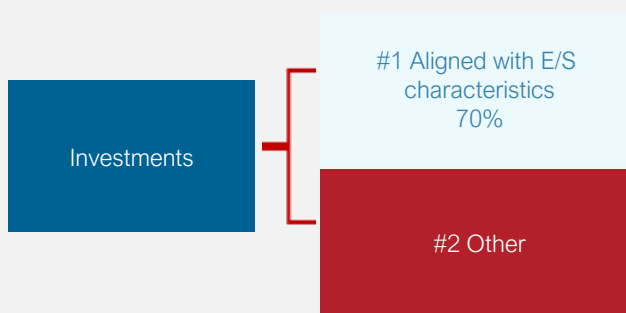 Investments
#1 Aligned with E/S
characteristics
70%
#2 Other